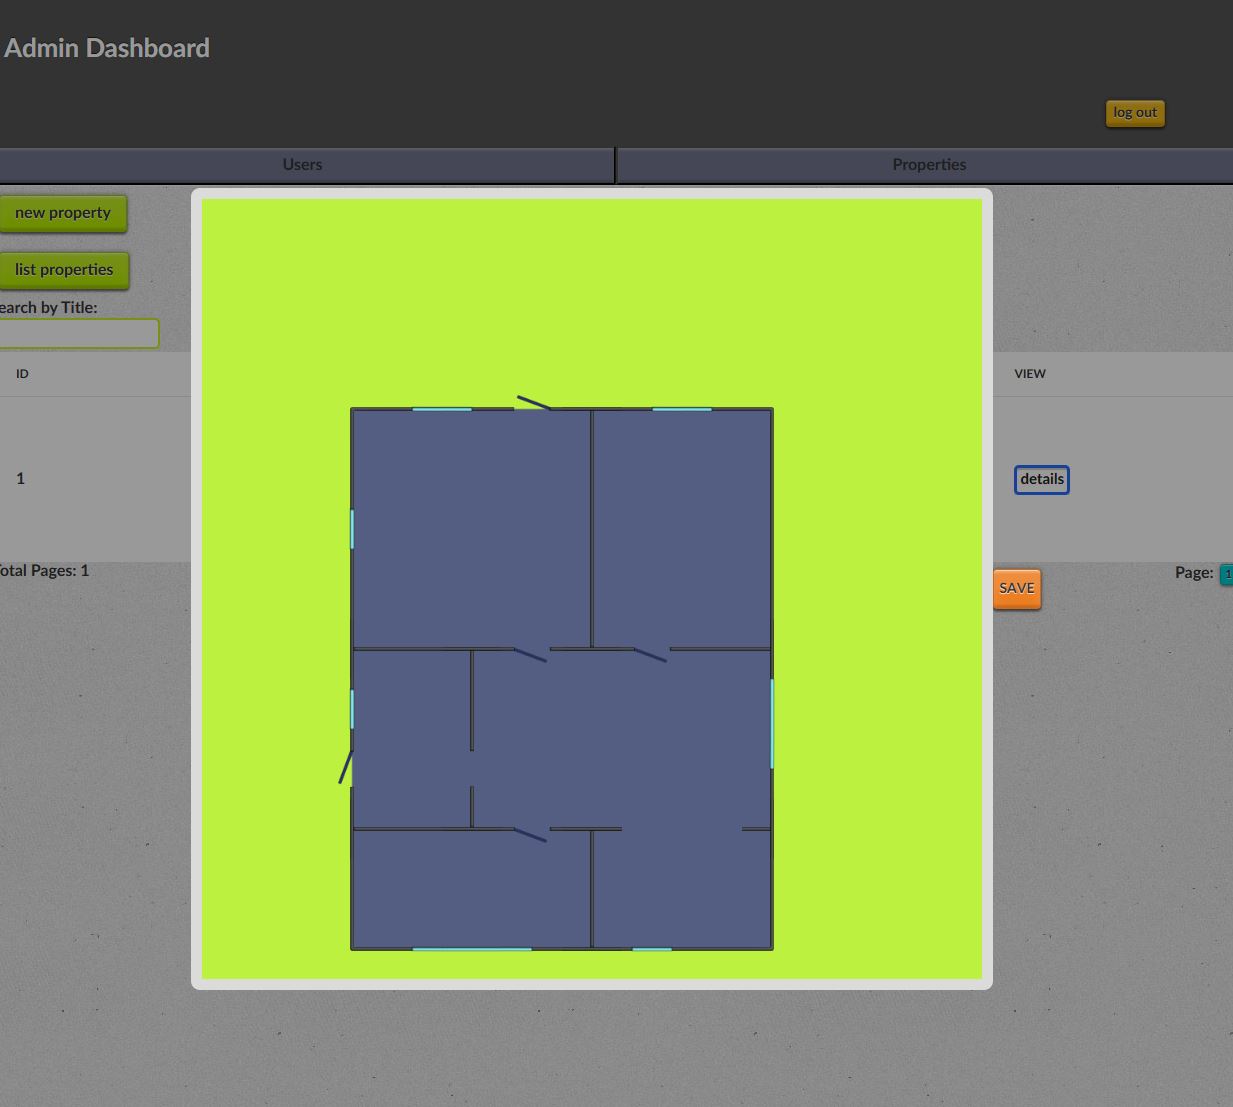 Admin Dashboard
log out
Users
Properties
new property
list properties
earch by Title:
ID
VIEW
1
details
otal Pages: 1
Page: 1
SAVE